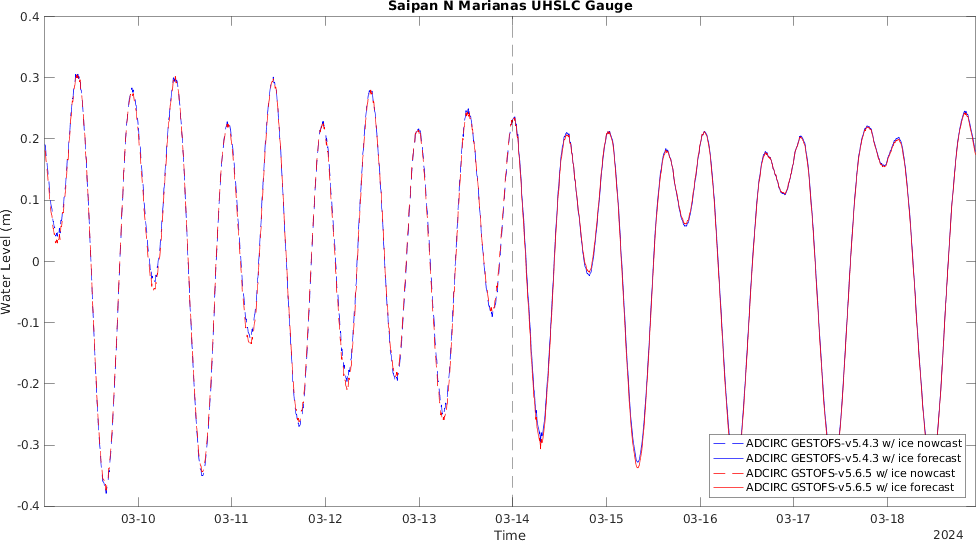 Saipan N Marianas UHSLC Gauge
0.4
0.3
0.2
0.1
0
-0.1
-0.2
-0.3
-0.4
Water Level (m)
03-10
03-11
03-12
03-13
03-14
03-15
03-16
03-17
03-18
Time
2024
ADCIRC GESTOFS-v5.4.3 w/ ice nowcast
ADCIRC GESTOFS-v5.4.3 w/ ice forecast
ADCIRC GSTOFS-v5.6.5 w/ ice nowcast
ADCIRC GSTOFS-v5.6.5 w/ ice forecast